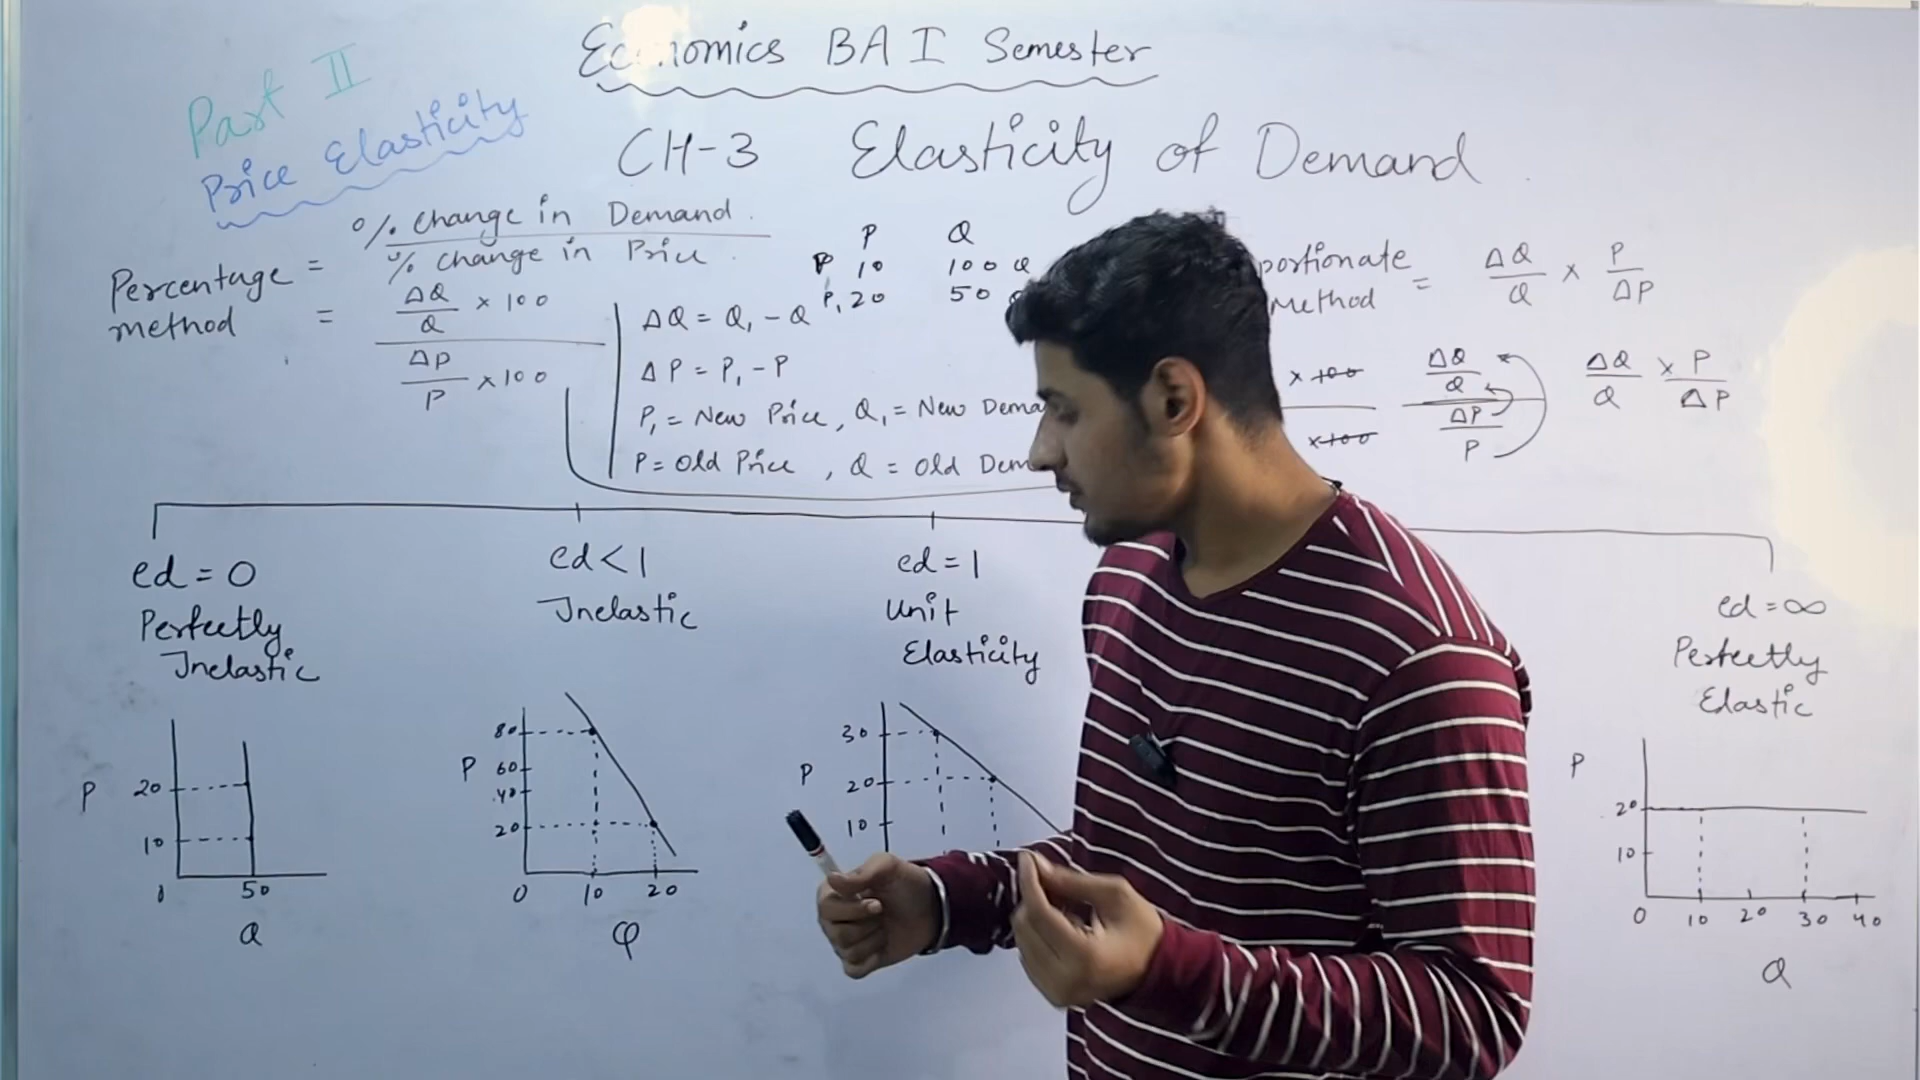 Economics BA I Semester
Part II
Price Elasticity
CH-3 Elasticity of Demand
Percentage method = % change in Demand
% change in Price
= ΔQ/Q × 100
ΔP/P × 100
P Q
P 10 100 Q
P₁ 20 50
ΔQ = Q₁ - Q
ΔP = P₁ - P
P₁ = New Price, Q₁ = New
P = Old Price, Q = Old
Method = ΔQ/Q × P/ΔP
× 100
× 100
ΔQ/Q
ΔP/P
ΔQ/Q × P/ΔP
ed = 0
Perfectly
Inelastic
P
20
10
0 50
Q
ed < 1
Inelastic
P
80
60
40
20
0 10 20
Q
ed = 1
Unit
Elasticity
P
30
20
10
ed = ∞
Perfectly
Elastic
P
20
10
0 10 20 30 40
Q